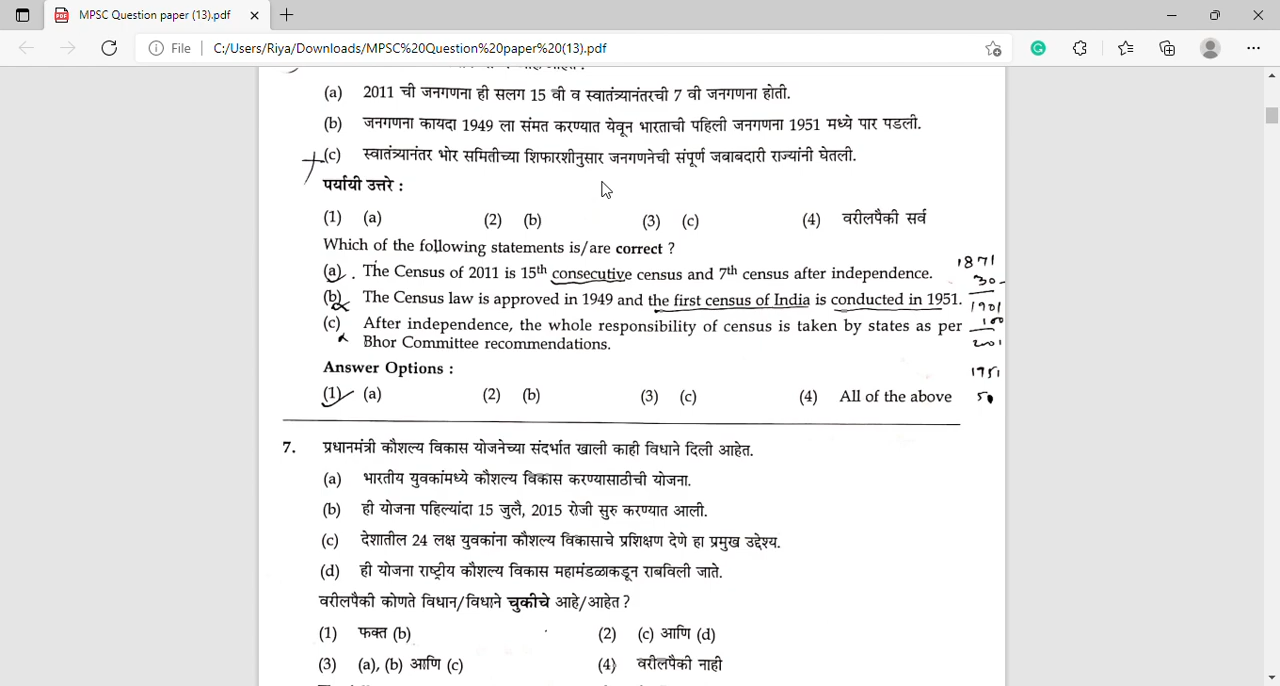 MPSC Question paper (13).pdf
File C:/Users/Riya/Downloads/MPSC%20Question%20paper%20(13).pdf
(a) 2011 ची जनगणना ही सलग 15 वी व स्वातंत्र्यानंतरची 7 वी जनगणना होती.
(b) जनगणना कायदा 1949 ला संमत करण्यात येवून भारताची पहिली जनगणना 1951 मध्ये पार पडली.
(c) स्वातंत्र्यानंतर भोर समितीच्या शिफारशीनुसार जनगणनेची संपूर्ण जवाबदारी राज्यांनी घेतली.
पर्यायी उत्तरे :
(1) (a) (2) (b) (3) (c) (4) वरीलपैकी सर्व
Which of the following statements is/are correct ?
1871
(a) The Census of 2011 is 15th consecutive census and 7th census after independence.
30
(b) The Census law is approved in 1949 and the first census of India is conducted in 1951.
1901
(c) After independence, the whole responsibility of census is taken by states as per
100
Bhor Committee recommendations.
2001
Answer Options :
1951
(1) (a) (2) (b) (3) (c) (4) All of the above
50
7. प्रधानमंत्री कौशल्य विकास योजनेच्या संदर्भात खाली काही विधाने दिली आहेत.
(a) भारतीय युवकांमध्ये कौशल्य विकास करण्यासाठीची योजना.
(b) ही योजना पहिल्यांदा 15 जुलै, 2015 रोजी सुरु करण्यात आली.
(c) देशातील 24 लक्ष युवकांना कौशल्य विकासाचे प्रशिक्षण देणे हा प्रमुख उद्देश्य.
(d) ही योजना राष्ट्रीय कौशल्य विकास महामंडळाकडून राबविली जाते.
वरीलपैकी कोणते विधान/विधाने चुकीचे आहे/आहेत ?
(1) फक्त (b) (2) (c) आणि (d)
(3) (a), (b) आणि (c) (4) वरीलपैकी नाही